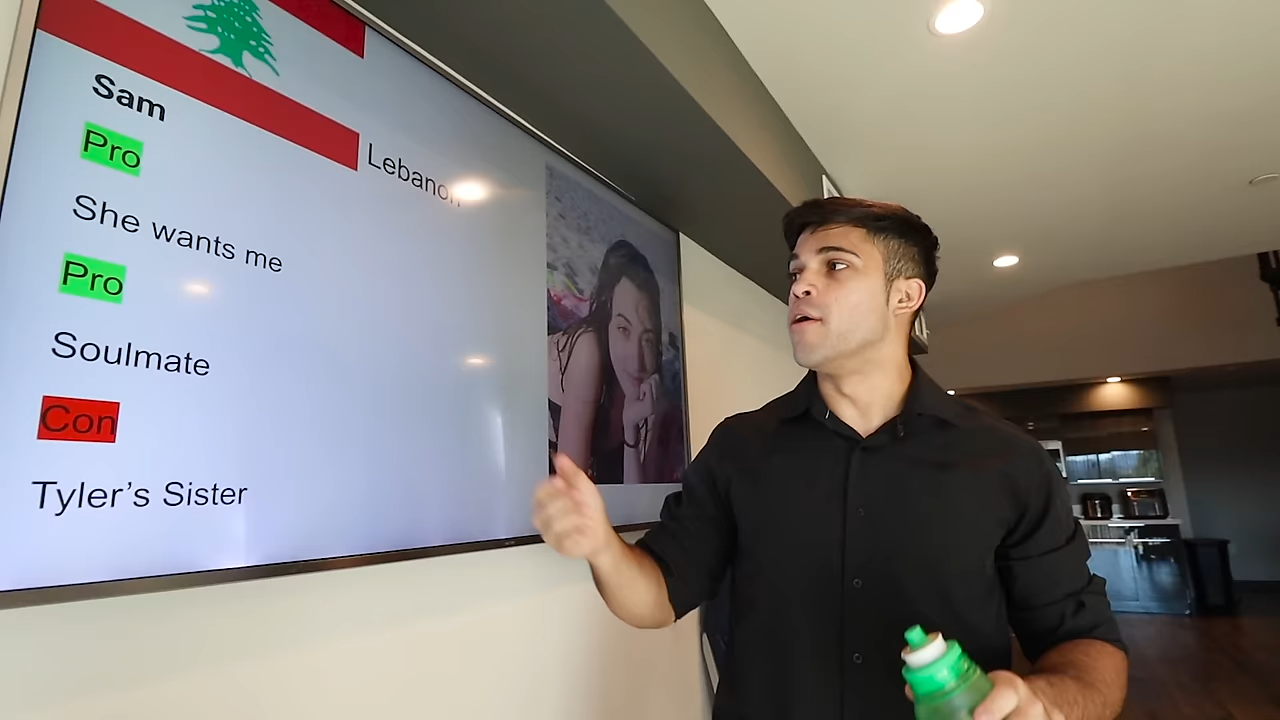 Sam
Pro
Lebanon
She wants me
Pro
Soulmate
Con
Tyler’s Sister